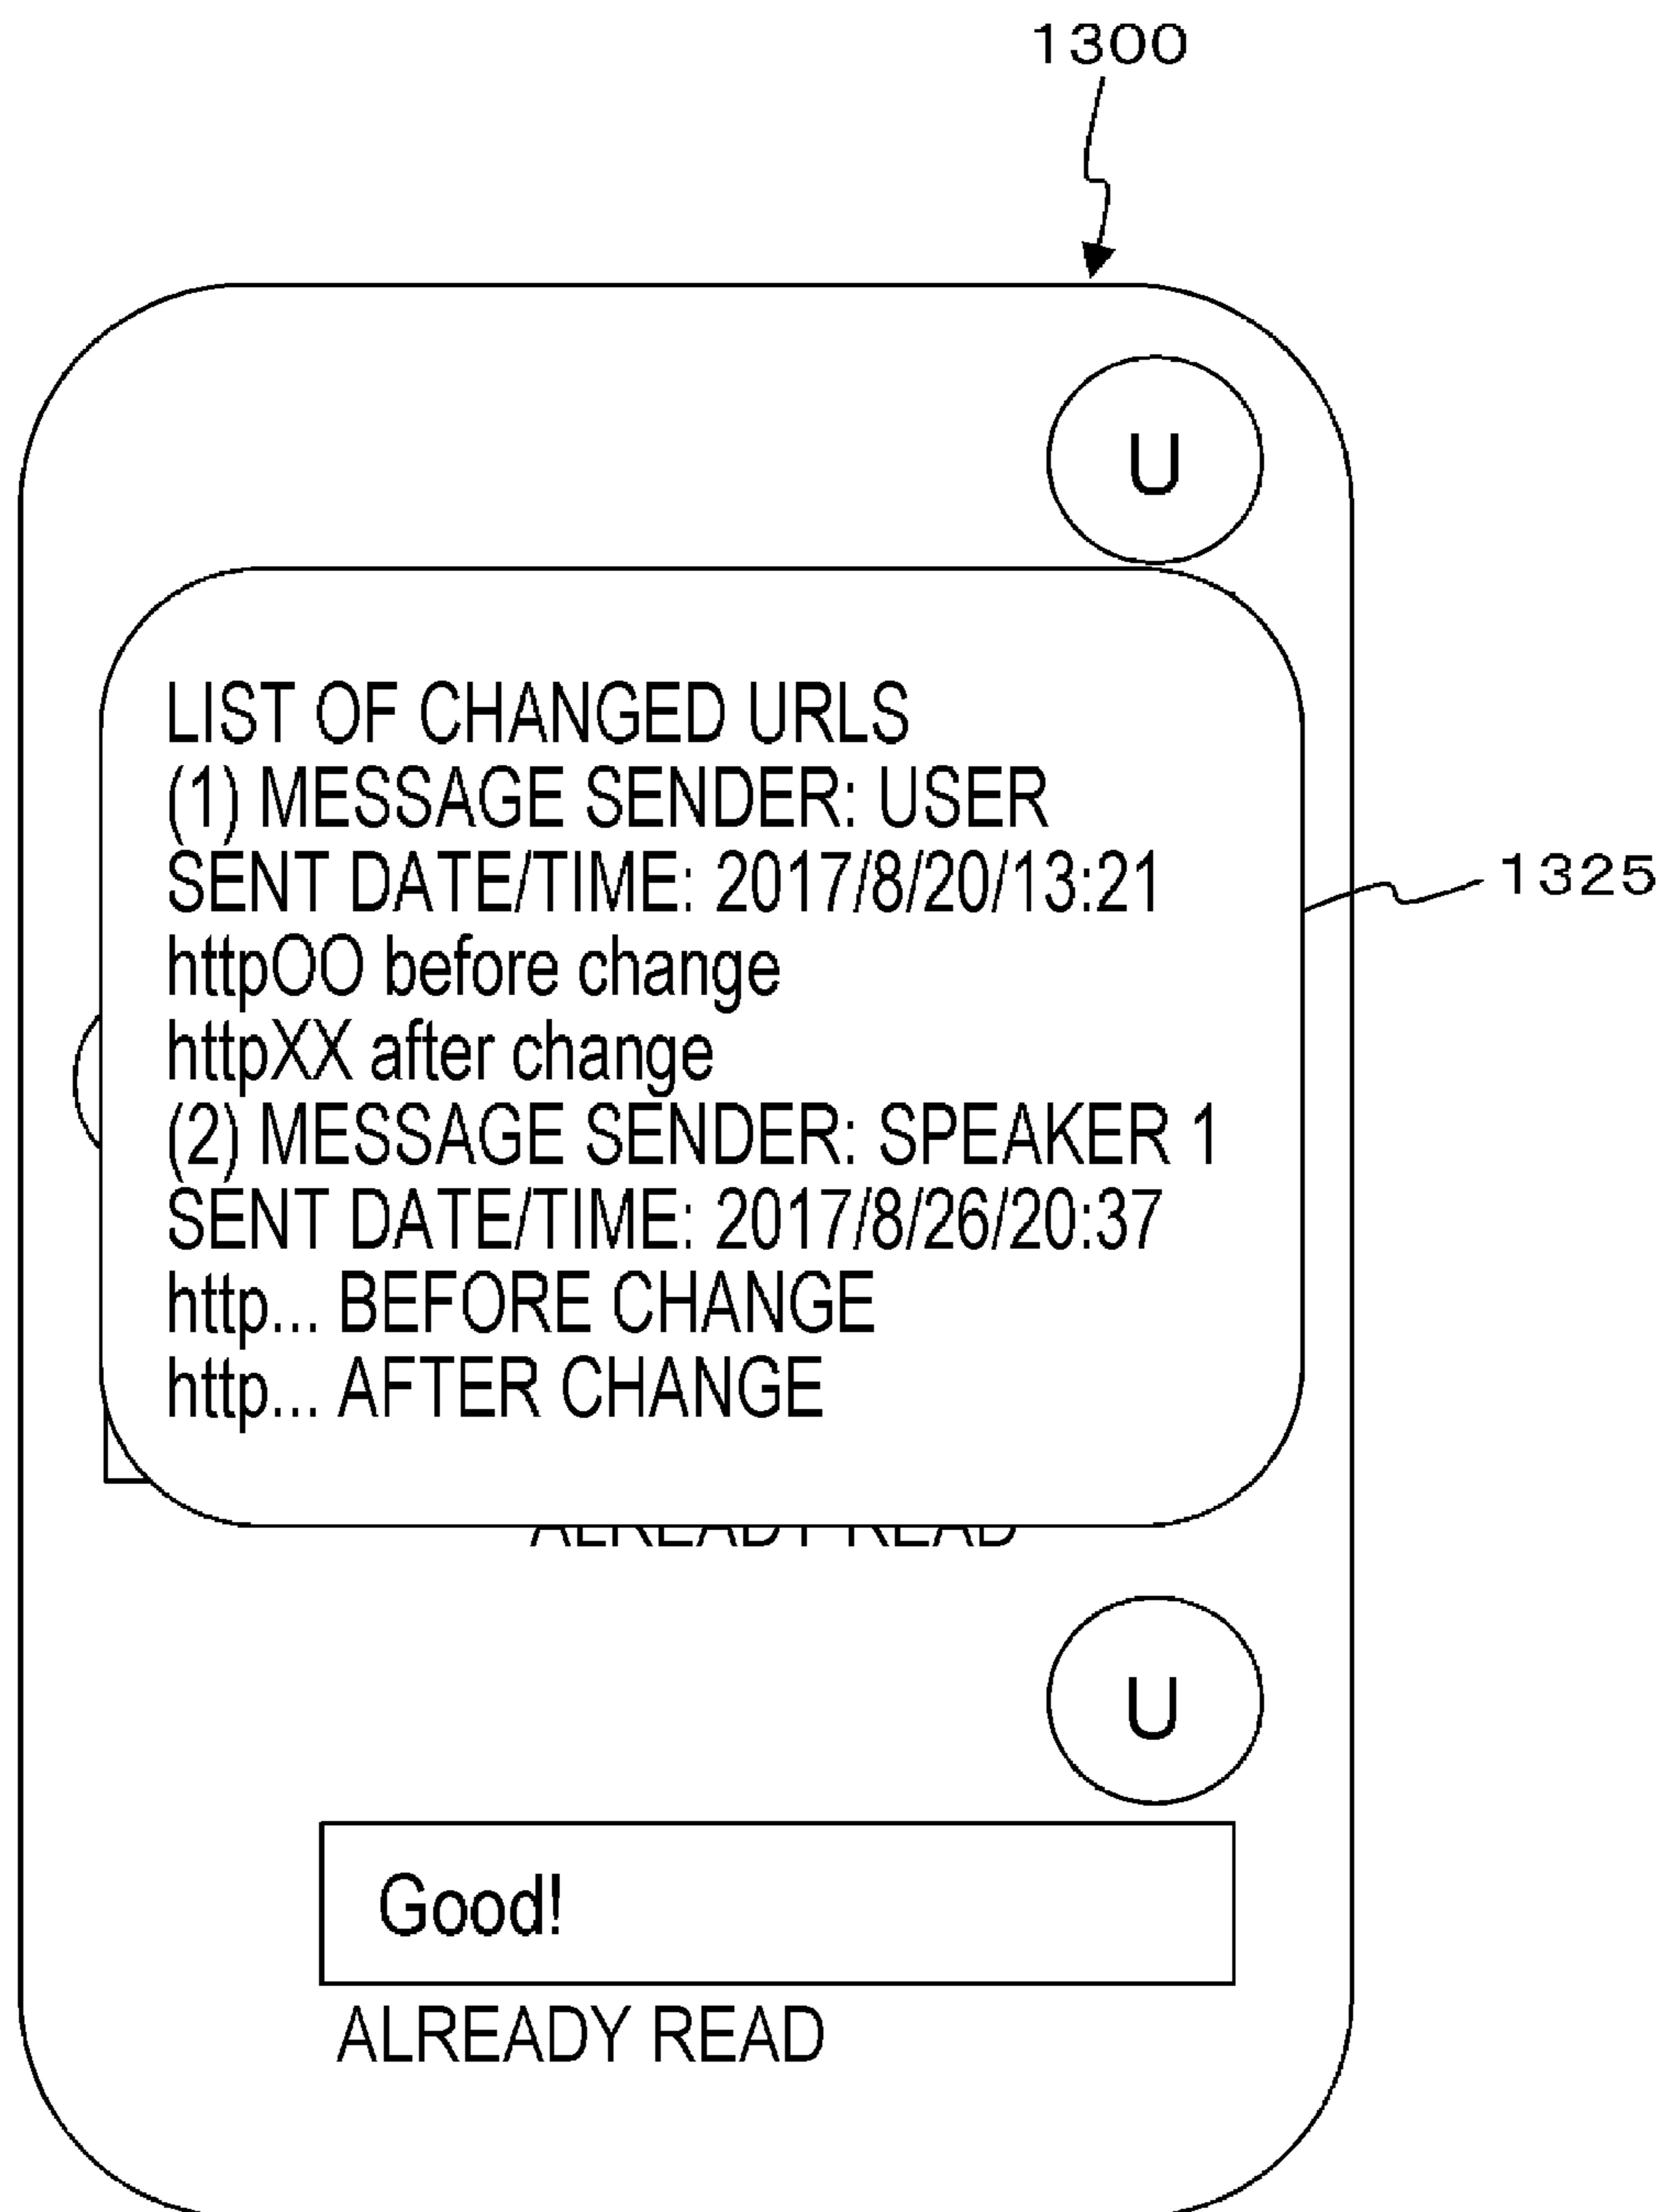 1300
U
LIST OF CHANGED URLS
(1) MESSAGE SENDER: USER
SENT DATE/TIME: 2017/8/20/13:21
1325
httpOO before change
httpXX after change
(2) MESSAGE SENDER: SPEAKER 1
SENT DATE/TIME: 2017/8/26/20:37
http... BEFORE CHANGE
http... AFTER CHANGE
ALREADY READ
U
Good!
ALREADY READ